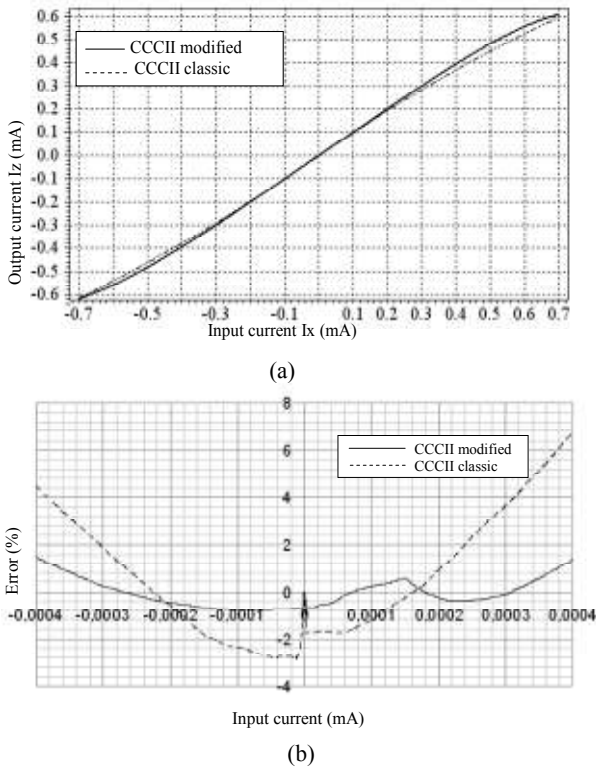 0.6
0.5
0.4
0.3
0.2
0.1
0.0
-0.1
-0.2
-0.3
-0.4
-0.5
-0.6
Output current Iz (mA)
CCCII modified
CCCII classic
-0.7 -0.5 -0.3 -0.1 0.1 0.2 0.3 0.4 0.5 0.6 0.7
Input current Ix (mA)
(a)
8
6
4
2
0
-2
-4
Error (%)
CCCII modified
CCCII classic
-0.0004 -0.0003 -0.0002 -0.0001 0 0.0001 0.0002 0.0003 0.0004
Input current (mA)
(b)